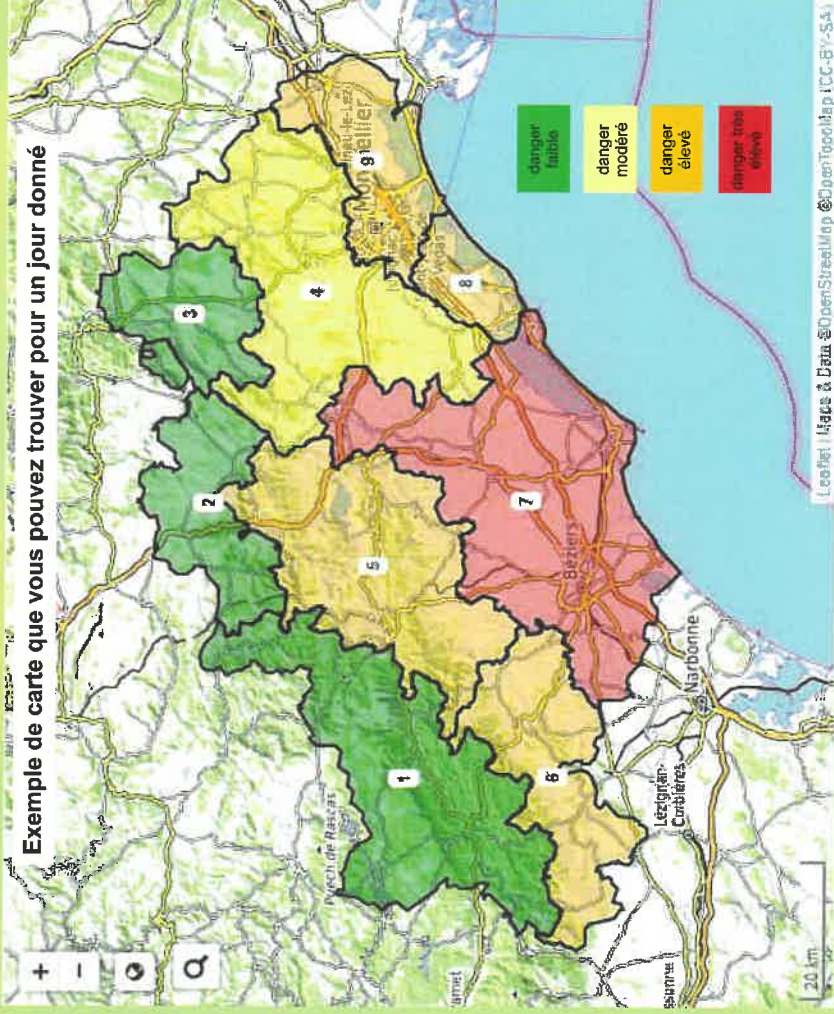 Exemple de carte que vous pouvez trouver pour un jour donné
+
−
Puech de Rascas
1
2
3
4
5
6
7
8
9
Béziers
Narbonne
Lézignan-
Corbières
danger
faible
danger
modéré
danger
élevé
danger très
élevé
20 km
Leaflet | Maps & Data © OpenStreetMap © OpenTopoMap (CC-BY-SA)